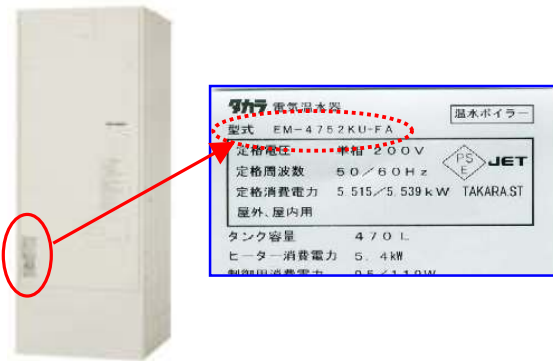 タカラ 電気温水器
温水ボイラー
型式 EM-4752KU-FA
定格電圧 単相 200V
定格周波数 50/60Hz
定格消費電力 5.515/5.539kW
屋外、屋内用
PS
E
JET
TAKARA.ST
タンク容量 470L
ヒーター消費電力 5.4kW